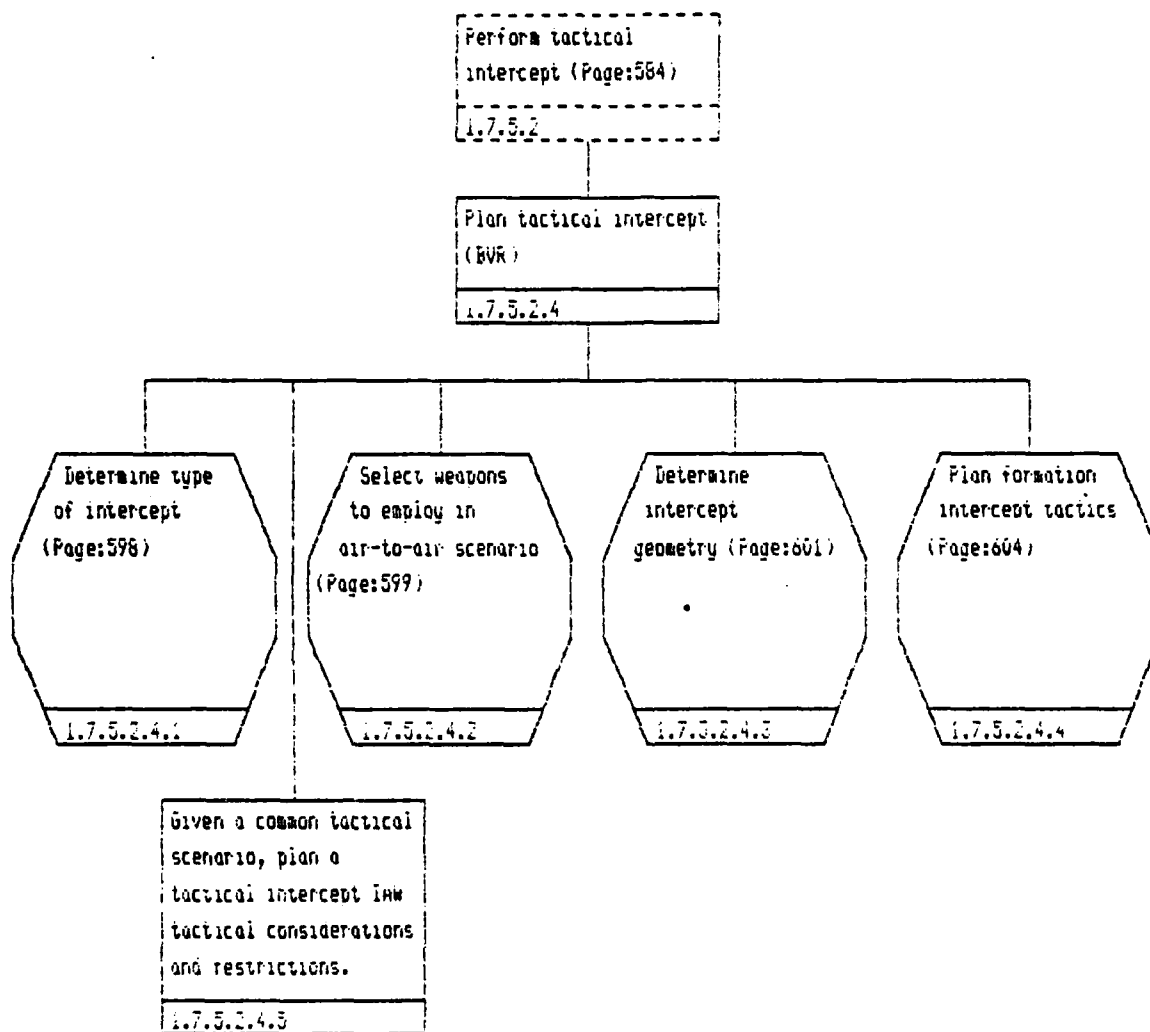 Perform tactical
intercept (Page:584)
1.7.5.2
Plan tactical intercept
(BVR)
1.7.5.2.4
Determine type
of intercept
(Page:598)
1.7.5.2.4.1
Select weapons
to employ in
air-to-air scenario
(Page:599)
1.7.5.2.4.2
Determine
intercept
geometry (Page:601)
1.7.5.2.4.3
Plan formation
intercept tactics
(Page:604)
1.7.5.2.4.4
Given a common tactical
scenario, plan a
tactical intercept IAW
tactical considerations
and restrictions.
1.7.5.2.4.5